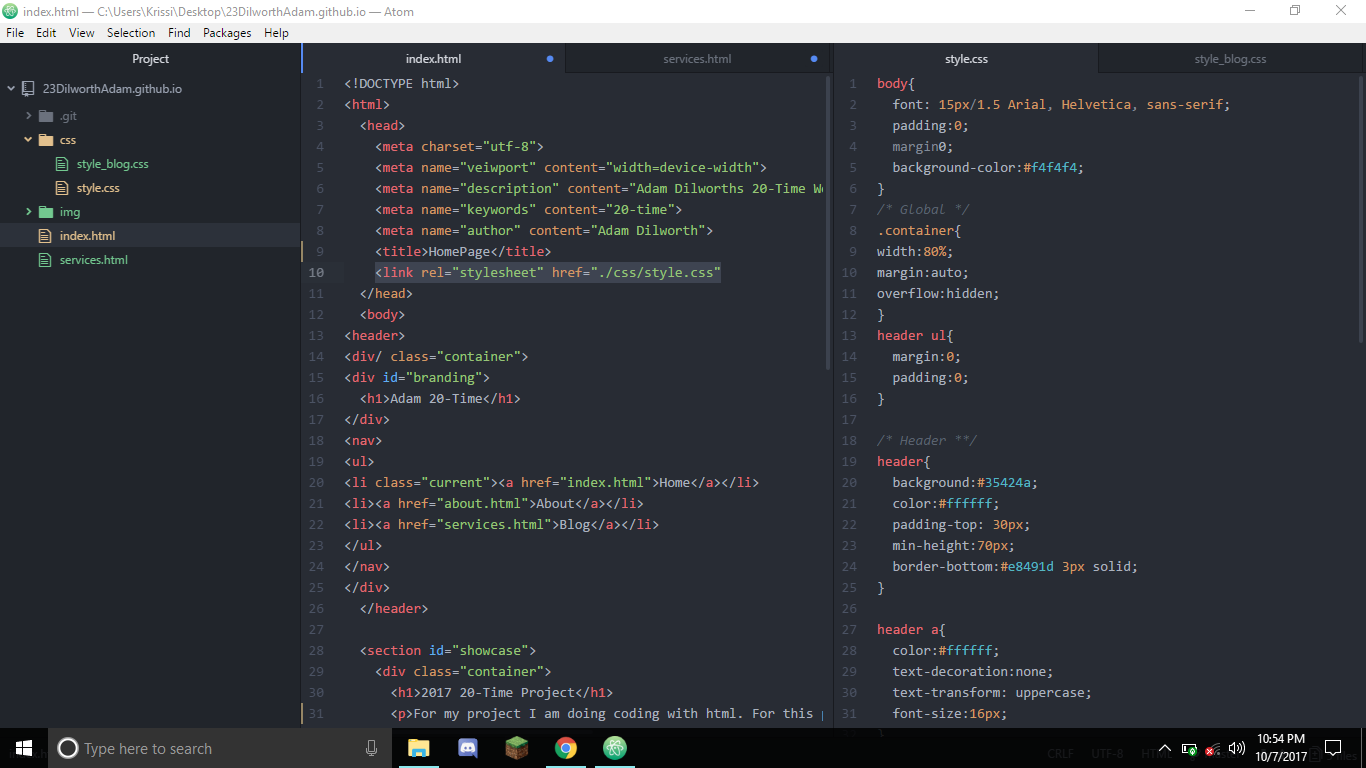 index.html — C:\Users\Krissi\Desktop\23DilworthAdam.github.io — Atom
File Edit View Selection Find Packages Help
Project
23DilworthAdam.github.io
.git
css
style_blog.css
style.css
img
index.html
services.html
index.html
services.html
1 <!DOCTYPE html>
2 <html>
3 <head>
4 <meta charset="utf-8">
5 <meta name="veiwport" content="width=device-width">
6 <meta name="description" content="Adam Dilworths 20-Time
7 <meta name="keywords" content="20-time">
8 <meta name="author" content="Adam Dilworth">
9 <title>HomePage</title>
10 <link rel="stylesheet" href="./css/style.css"
11 </head>
12 <body>
13 <header>
14 <div/ class="container">
15 <div id="branding">
16 <h1>Adam 20-Time</h1>
17 </div>
18 <nav>
19 <ul>
20 <li class="current"><a href="index.html">Home</a></li>
21 <li><a href="about.html">About</a></li>
22 <li><a href="services.html">Blog</a></li>
23 </ul>
24 </nav>
25 </div>
26 </header>
27
28 <section id="showcase">
29 <div class="container">
30 <h1>2017 20-Time Project</h1>
31 <p>For my project I am doing coding with html. For this
style.css
style_blog.css
1 body{
2 font: 15px/1.5 Arial, Helvetica, sans-serif;
3 padding:0;
4 margin0;
5 background-color:#f4f4f4;
6 }
7 /* Global */
8 .container{
9 width:80%;
10 margin:auto;
11 overflow:hidden;
12 }
13 header ul{
14 margin:0;
15 padding:0;
16 }
17
18 /* Header **/
19 header{
20 background:#35424a;
21 color:#ffffff;
22 padding-top: 30px;
23 min-height:70px;
24 border-bottom:#e8491d 3px solid;
25 }
26
27 header a{
28 color:#ffffff;
29 text-decoration:none;
30 text-transform: uppercase;
31 font-size:16px;
Type here to search
CRLF UTF-8 HTML
10:54 PM
10/7/2017